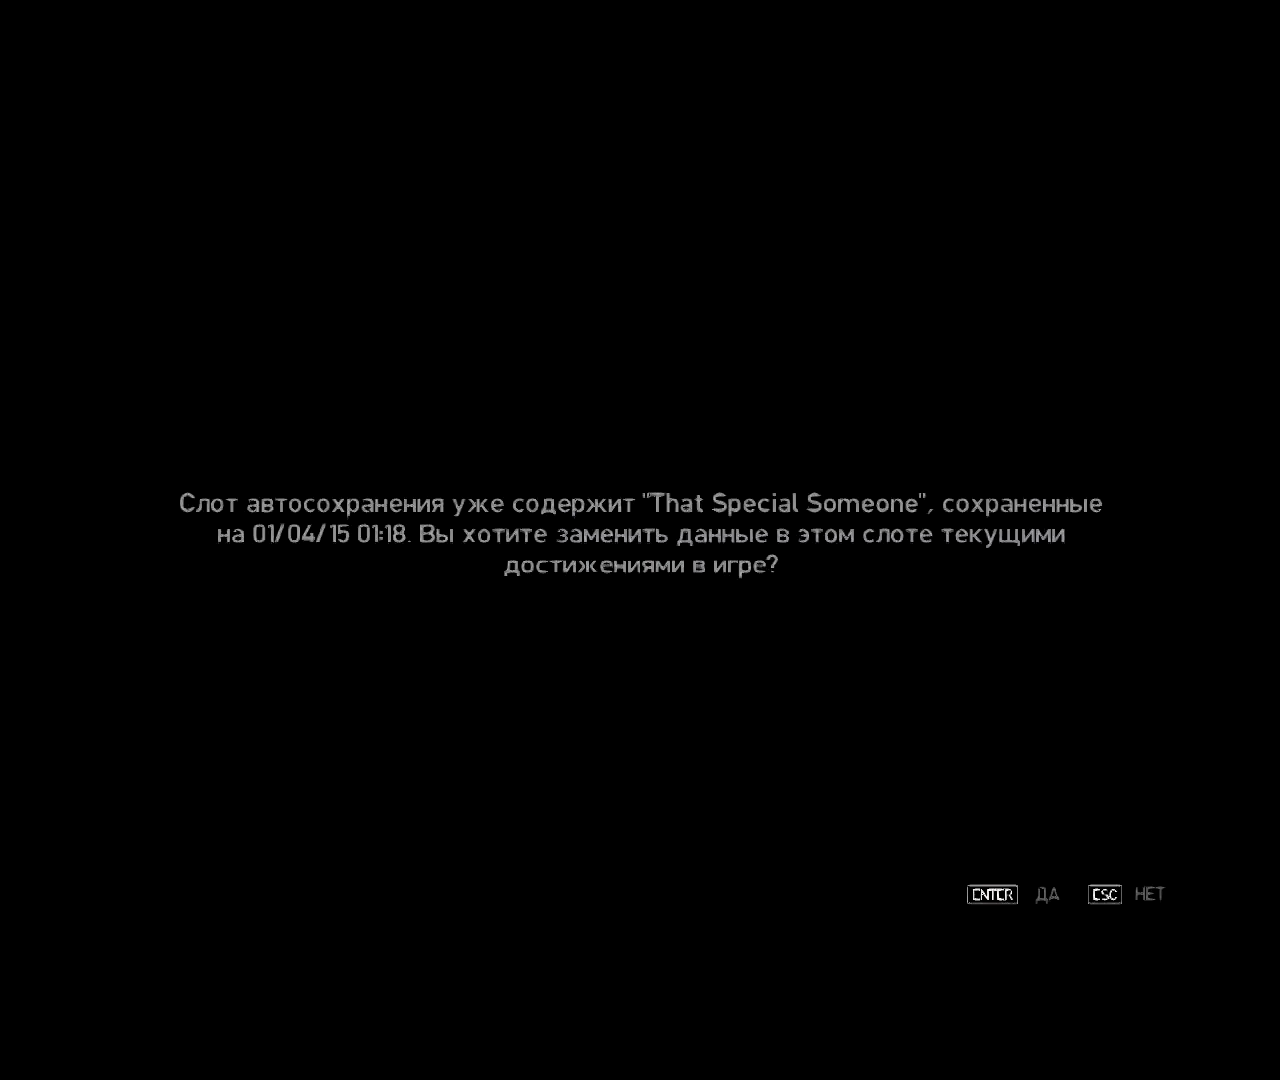 Слот автосохранения уже содержит "That Special Someone", сохраненные
на 01/04/15 01:18. Вы хотите заменить данные в этом слоте текущими
достижениями в игре?
ENTER ДА ESC НЕТ